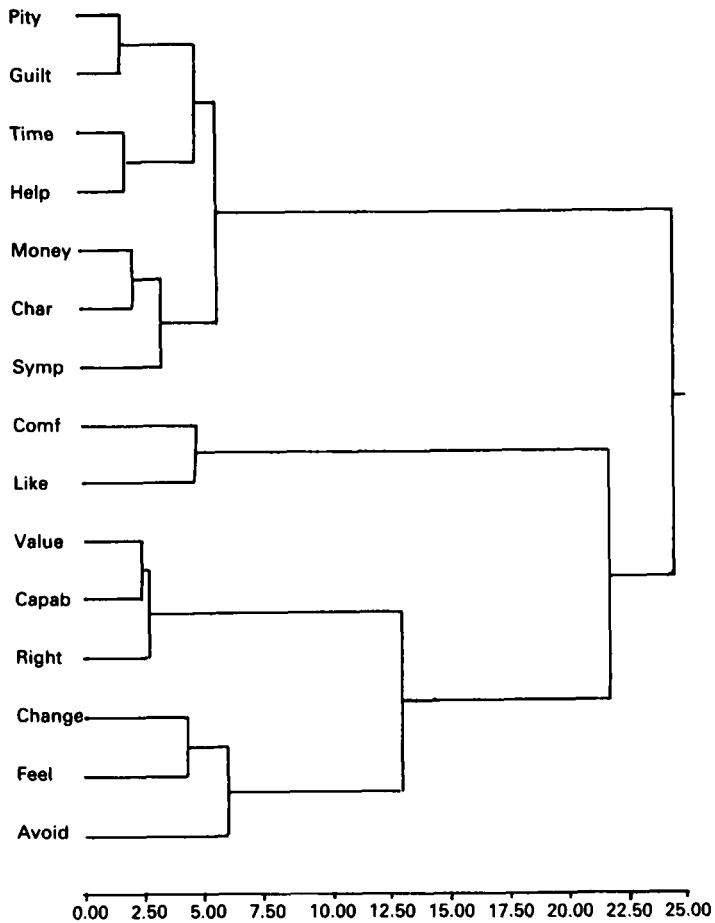 Pity
Guilt
Time
Help
Money
Char
Symp
Comf
Like
Value
Capab
Right
Change
Feel
Avoid
0.00 2.50 5.00 7.50 10.00 12.50 15.00 17.50 20.00 22.50 25.00